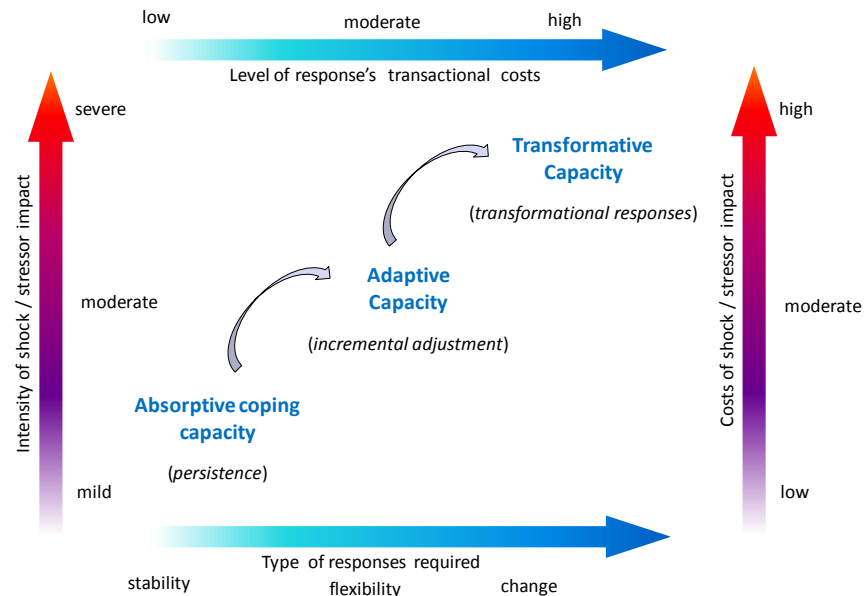 low
moderate
high
Level of response's transactional costs
severe
high
Transformative
Capacity
(transformational responses)
Intensity of shock / stressor impact
Costs of shock / stressor impact
Adaptive
Capacity
moderate
moderate
(incremental adjustment)
Absorptive coping
capacity
(persistence)
mild
low
Type of responses required
stability
flexibility
change